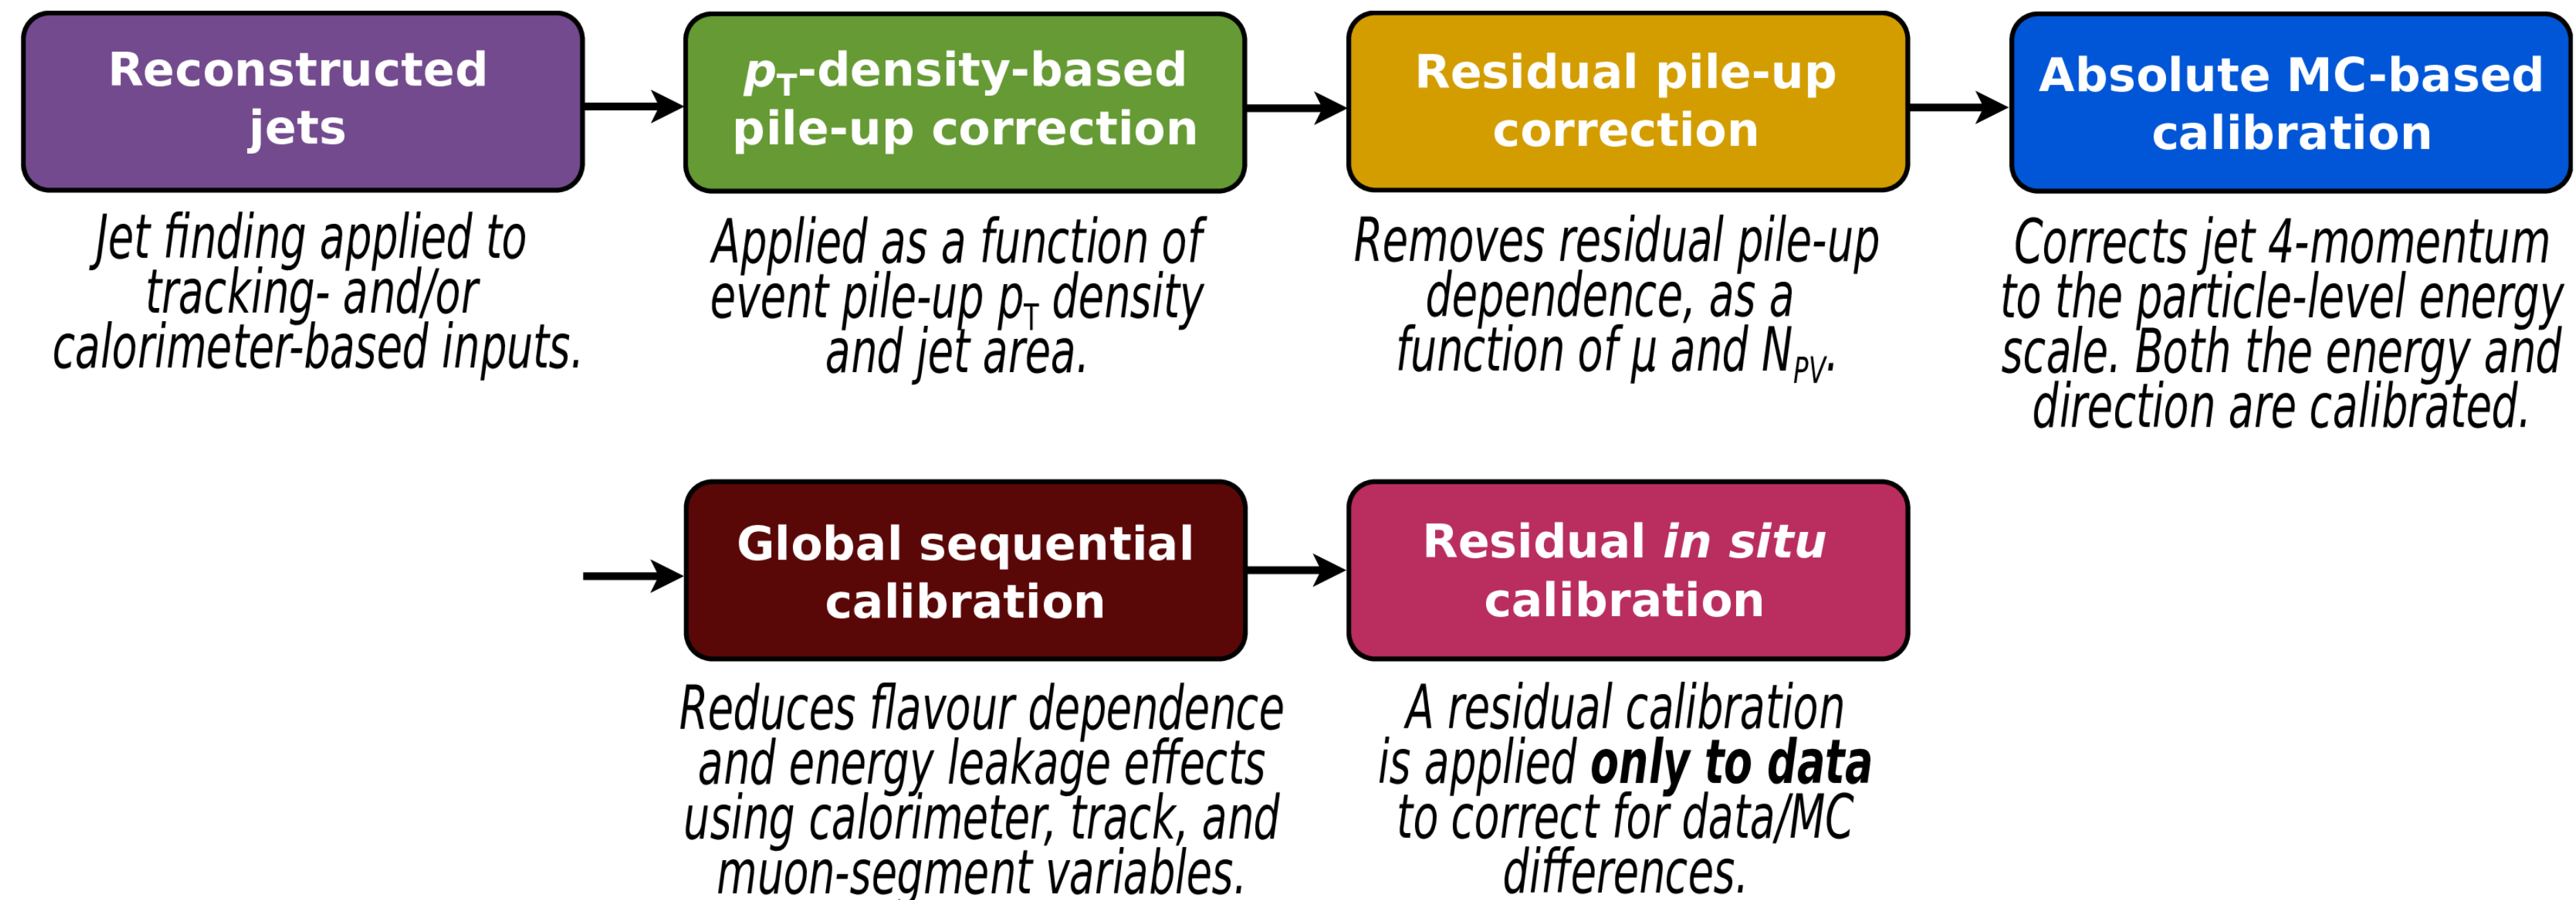 Reconstructed
jets
Jet finding applied to
tracking- and/or
calorimeter-based inputs.
pT-density-based
pile-up correction
Applied as a function of
event pile-up pT density
and jet area.
Residual pile-up
correction
Removes residual pile-up
dependence, as a
function of µ and NPV.
Absolute MC-based
calibration
Corrects jet 4-momentum
to the particle-level energy
scale. Both the energy and
direction are calibrated.
Global sequential
calibration
Reduces flavour dependence
and energy leakage effects
using calorimeter, track, and
muon-segment variables.
Residual in situ
calibration
A residual calibration
is applied only to data
to correct for data/MC
differences.